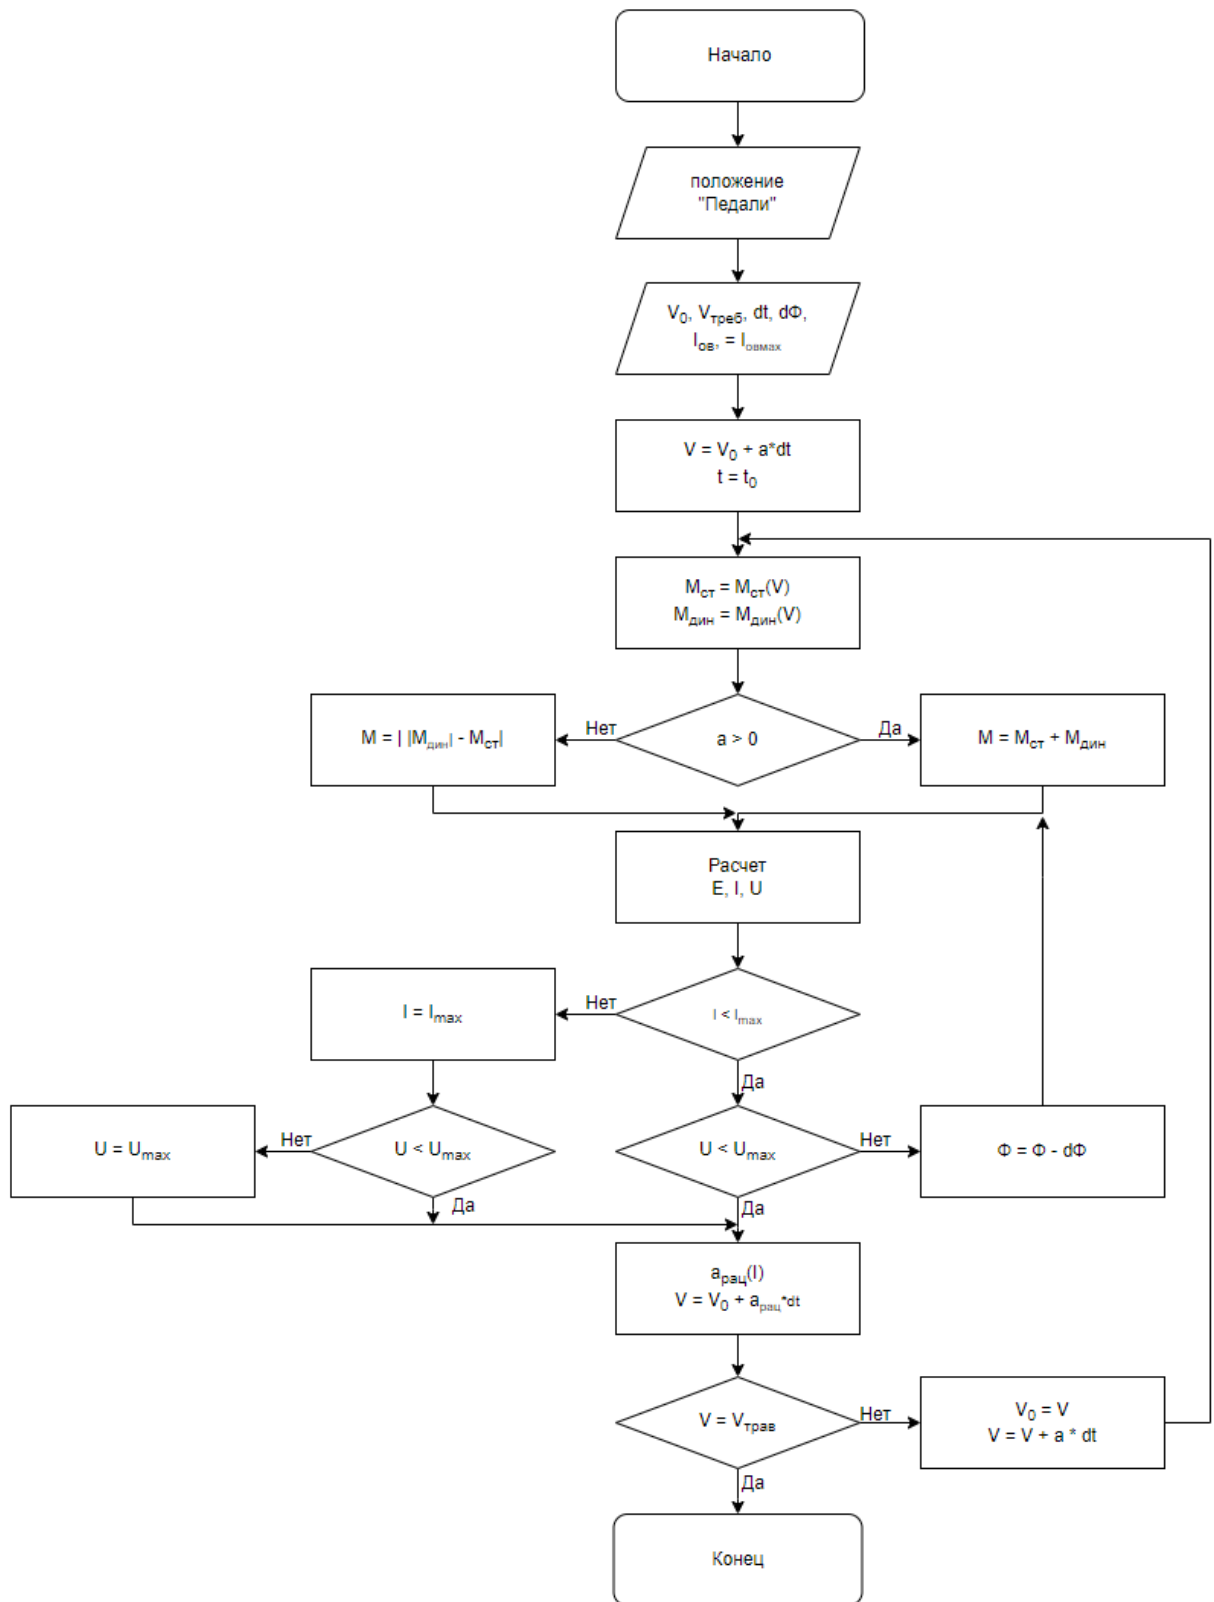 Начало
положение
"Педали"
V₀, Vтреб, dt, dФ,
Iов, = Iовмах
V = V₀ + a*dt
t = t₀
Mст = Mст(V)
Mдин = Mдин(V)
M = | |Mдин| - Mст|
Нет
a > 0
Да
M = Mст + Mдин
Расчет
E, I, U
I = Imax
Нет
I < Imax
Да
U = Umax
Нет
U < Umax
Да
U < Umax
Нет
Ф = Ф - dФ
Да
aрац(I)
V = V₀ + aрац*dt
V = Vтрав
Нет
V₀ = V
V = V + a * dt
Да
Конец